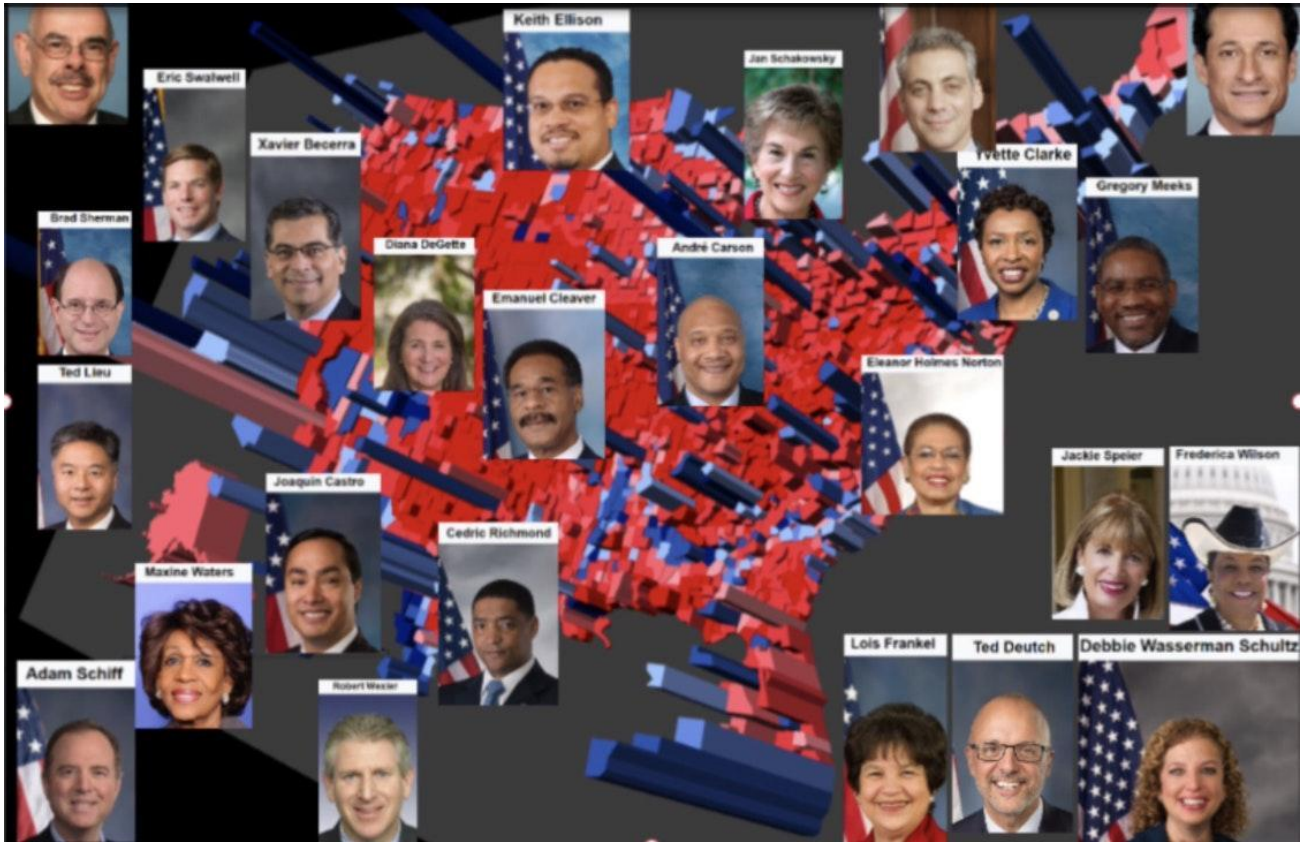 Keith Ellison
Jan Schakowsky
Eric Swalwell
Xavier Becerra
Yvette Clarke
Gregory Meeks
Brad Sherman
Diana DeGette
André Carson
Emanuel Cleaver
Eleanor Holmes Norton
Ted Lieu
Jackie Speier
Frederica Wilson
Joaquin Castro
Cedric Richmond
Maxine Waters
Lois Frankel
Ted Deutch
Debbie Wasserman Schultz
Adam Schiff
Robert Wexler